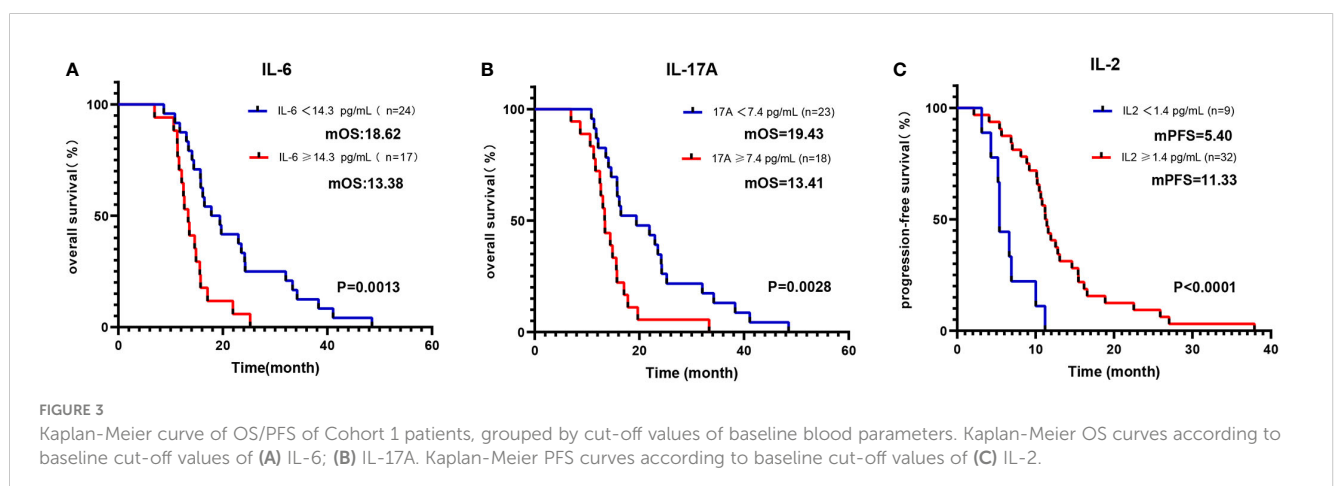 A
IL-6
IL-6 <14.3 pg/mL ( n=24)
mOS:18.62
IL-6 ≥14.3 pg/mL ( n=17)
mOS:13.38
P=0.0013
overall survival( %)
100
50
0
0 20 40 60
Time(month)
B
IL-17A
17A <7.4 pg/mL (n=23)
mOS=19.43
17A ≥7.4 pg/mL (n=18)
mOS=13.41
P=0.0028
overall survival( %)
100
50
0
0 20 40 60
Time (month)
C
IL-2
IL2 <1.4 pg/mL (n=9)
mPFS=5.40
IL2 ≥1.4 pg/mL (n=32)
mPFS=11.33
P<0.0001
progression-free survival( %)
100
50
0
0 10 20 30 40
Time (month)
FIGURE 3
Kaplan-Meier curve of OS/PFS of Cohort 1 patients, grouped by cut-off values of baseline blood parameters. Kaplan-Meier OS curves according to
baseline cut-off values of (A) IL-6; (B) IL-17A. Kaplan-Meier PFS curves according to baseline cut-off values of (C) IL-2.